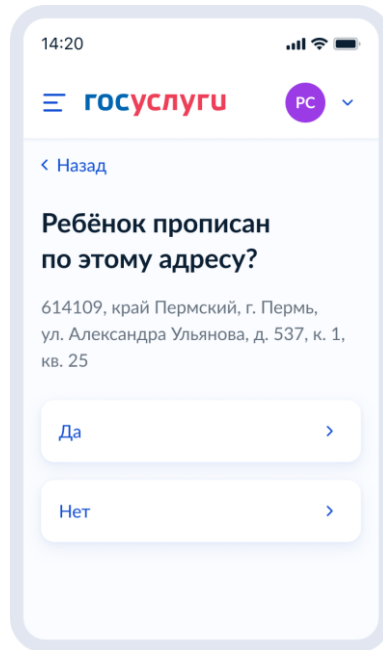 14:20
госуслуги
РС
Назад
Ребёнок прописан
по этому адресу?
614109, край Пермский, г. Пермь,
ул. Александра Ульянова, д. 537, к. 1,
кв. 25
Да
Нет